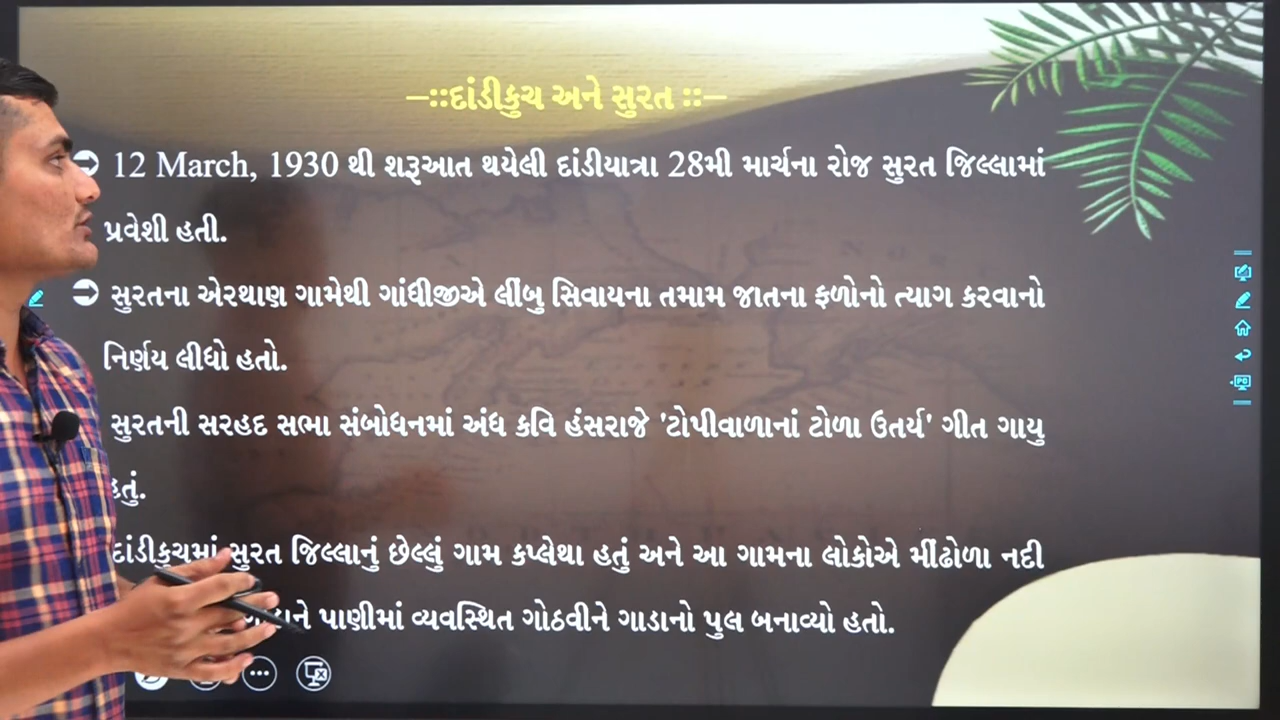 –::દાંડીકુચ અને સુરત ::–
12 March, 1930 થી શરૂઆત થયેલી દાંડીયાત્રા 28મી માર્ચના રોજ સુરત જિલ્લામાં
પ્રવેશી હતી.
સુરતના એરથાણ ગામેથી ગાંધીજીએ લીંબુ સિવાયના તમામ જાતના ફળોનો ત્યાગ કરવાનો
નિર્ણય લીધો હતો.
સુરતની સરહદ સભા સંબોધનમાં અંધ કવિ હંસરાજે 'ટોપીવાળાનાં ટોળા ઉતર્ય' ગીત ગાયુ
હતું.
દાંડીકુચમાં સુરત જિલ્લાનું છેલ્લું ગામ કપ્લેથા હતું અને આ ગામના લોકોએ મીંઢોળા નદી
પાણીમાં વ્યવસ્થિત ગોઠવીને ગાડાનો પુલ બનાવ્યો હતો.